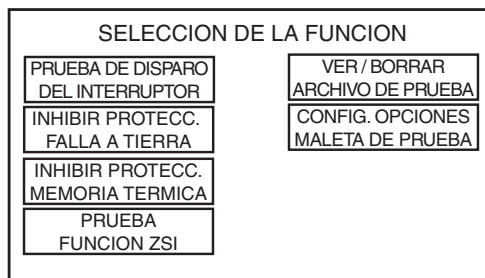 SELECCION DE LA FUNCION
PRUEBA DE DISPARO
DEL INTERRUPTOR
INHIBIR PROTECC.
FALLA A TIERRA
INHIBIR PROTECC.
MEMORIA TERMICA
PRUEBA
FUNCION ZSI
VER / BORRAR
ARCHIVO DE PRUEBA
CONFIG. OPCIONES
MALETA DE PRUEBA